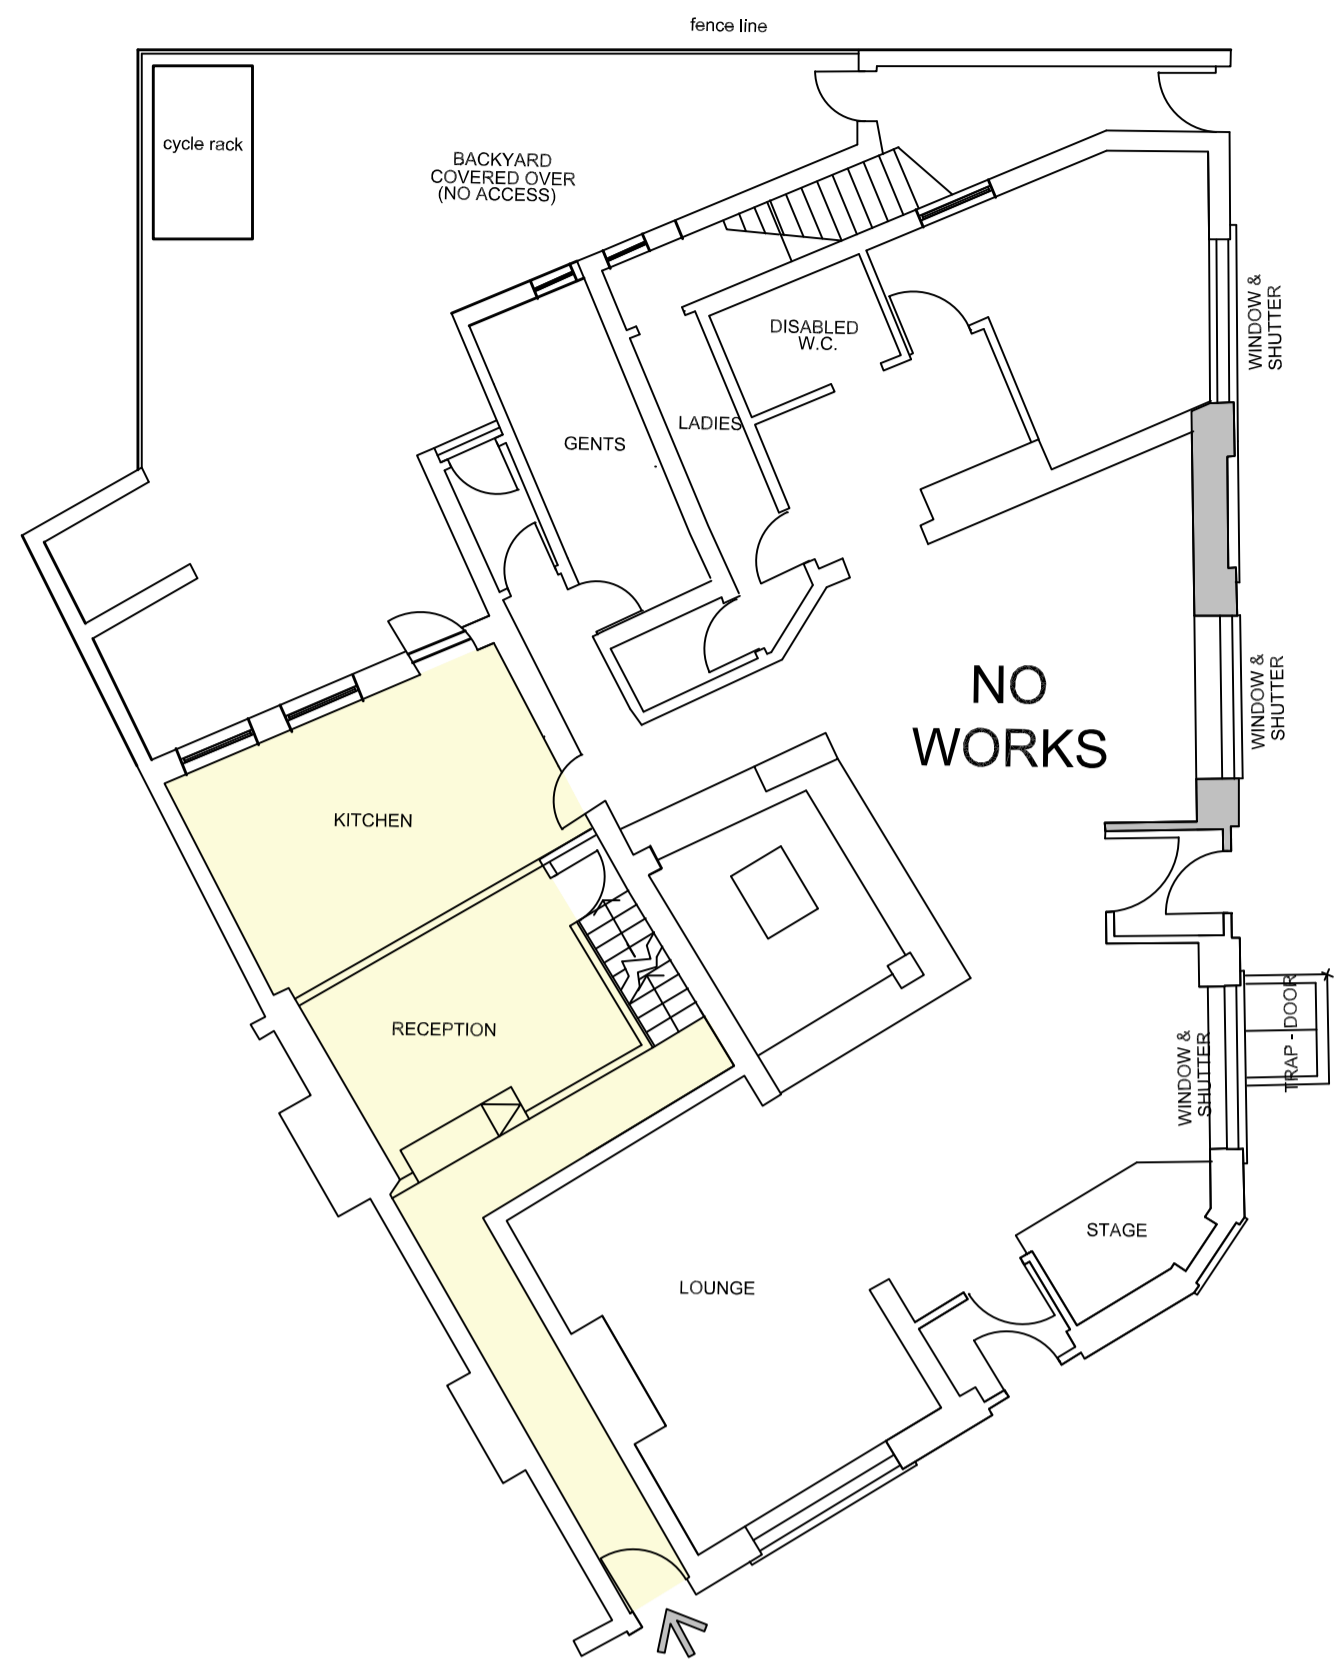 fence line
cycle rack
BACKYARD
COVERED OVER
(NO ACCESS)
WINDOW &
SHUTTER
DISABLED
W.C.
LADIES
GENTS
NO
WORKS
WINDOW &
SHUTTER
KITCHEN
RECEPTION
WINDOW &
SHUTTER
TRAP - DOOR
STAGE
LOUNGE